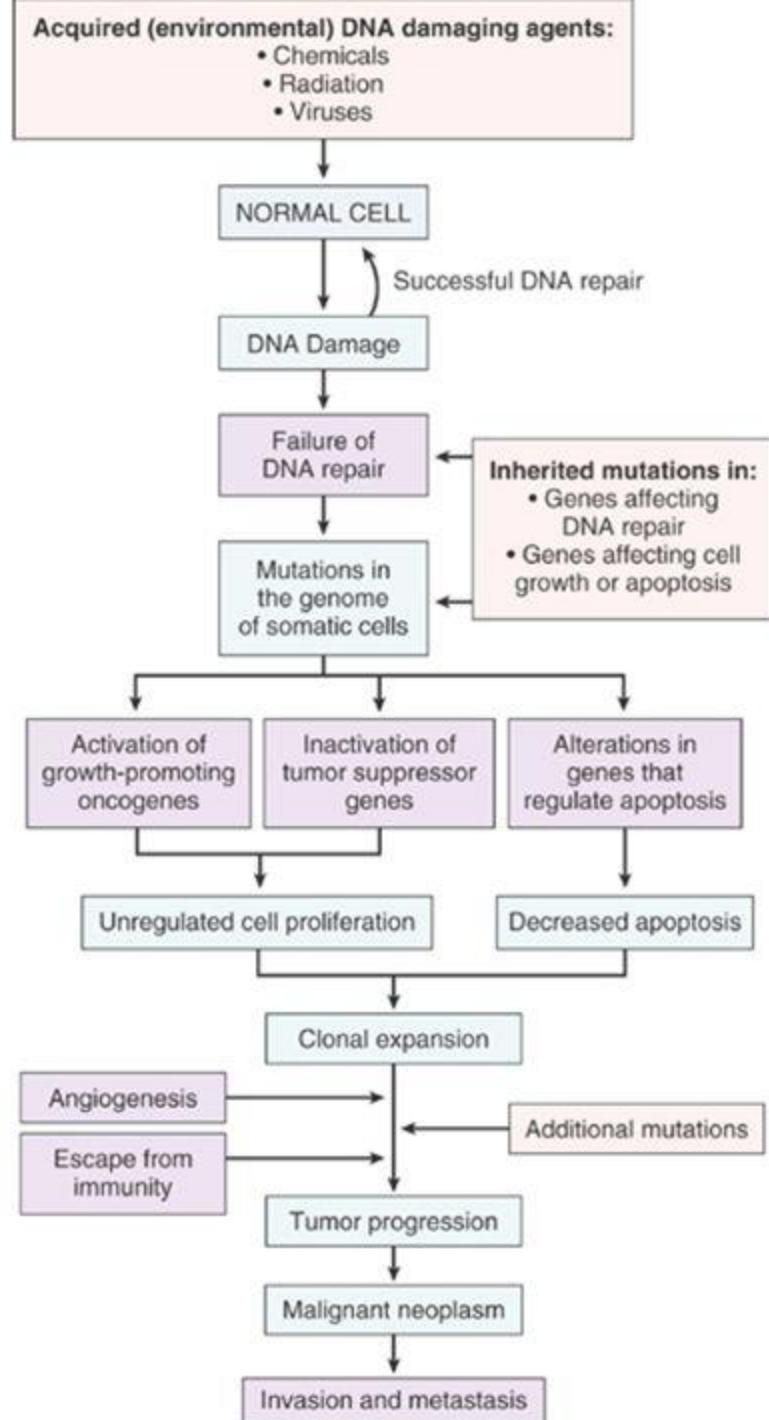 Acquired (environmental) DNA damaging agents:
• Chemicals
• Radiation
• Viruses
NORMAL CELL
Successful DNA repair
DNA Damage
Failure of
DNA repair
Inherited mutations in:
• Genes affecting
DNA repair
• Genes affecting cell
growth or apoptosis
Mutations in
the genome
of somatic cells
Activation of
growth-promoting
oncogenes
Inactivation of
tumor suppressor
genes
Alterations in
genes that
regulate apoptosis
Unregulated cell proliferation
Decreased apoptosis
Clonal expansion
Angiogenesis
Additional mutations
Escape from
immunity
Tumor progression
Malignant neoplasm
Invasion and metastasis